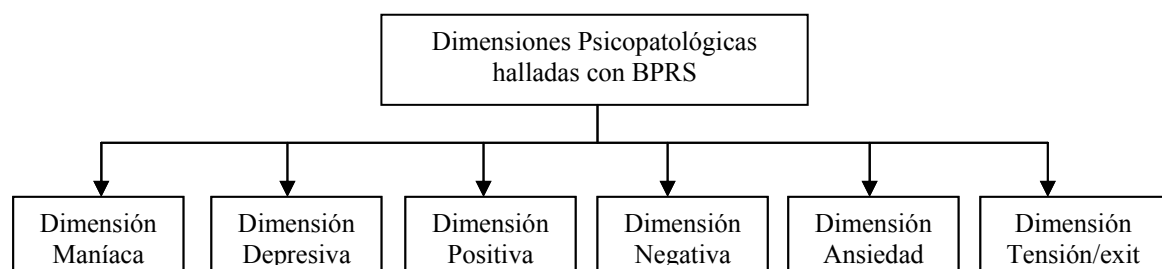 Dimensiones Psicopatológicas
halladas con BPRS
Dimensión
Maníaca
Dimensión
Depresiva
Dimensión
Positiva
Dimensión
Negativa
Dimensión
Ansiedad
Dimensión
Tensión/exit